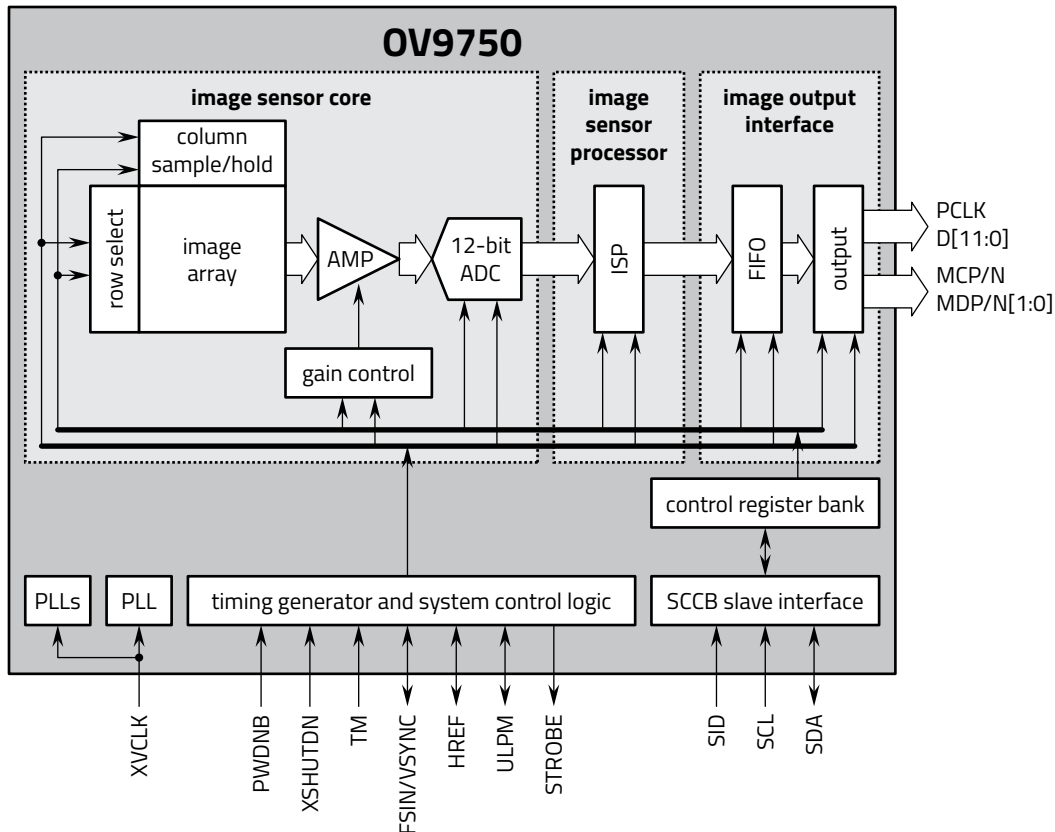 OV9750
image sensor core
image
sensor
processor
image output
interface
column
sample/hold
row select
image
array
AMP
12-bit
ADC
ISP
FIFO
output
PCLK
D[11:0]
MCP/N
MDP/N[1:0]
gain control
control register bank
PLLs
PLL
timing generator and system control logic
SCCB slave interface
XVCLK
PWDNB
XSHUTDN
TM
FSIN/VSYNC
HREF
ULPM
STROBE
SID
SCL
SDA